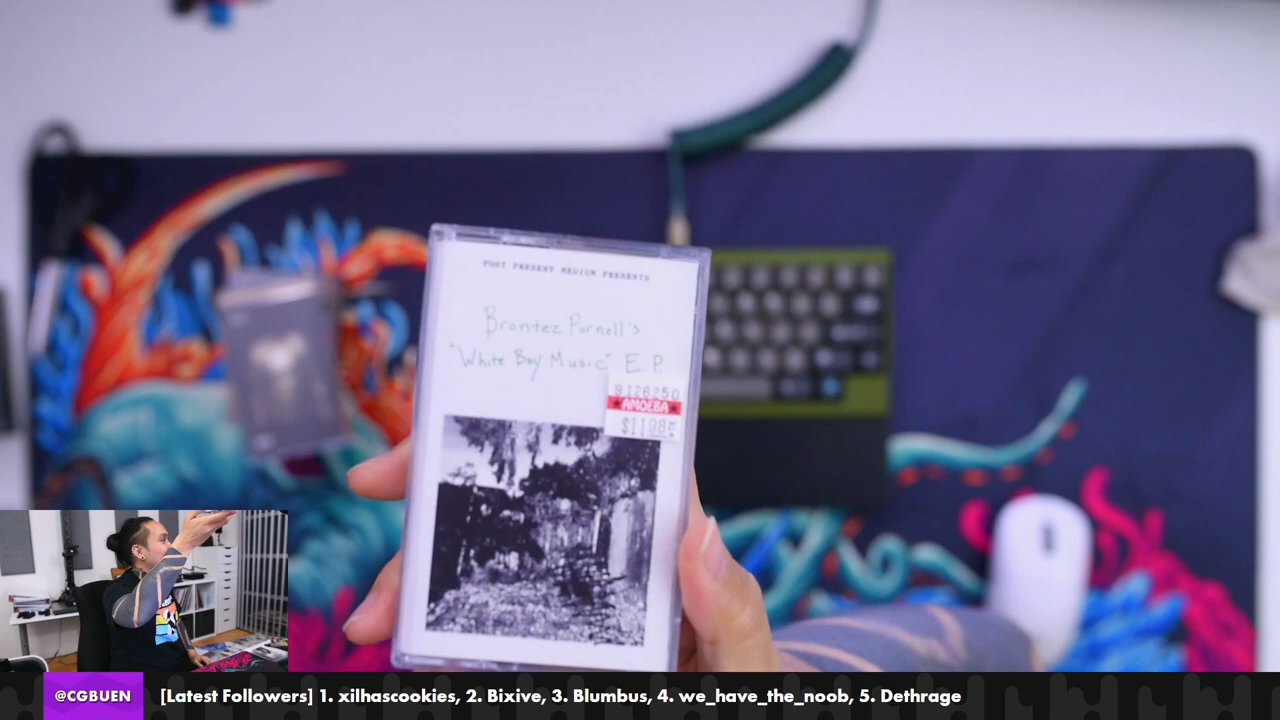 POST PRESENT MEDIUM PRESENTS
Brontez Purnell's
"White Boy Music" E.P.
8126250
★AMOEBA★
$11.98
@CGBUEN
[Latest Followers] 1. xilhascookies, 2. Bixive, 3. Blumbus, 4. we_have_the_noob, 5. Dethrage